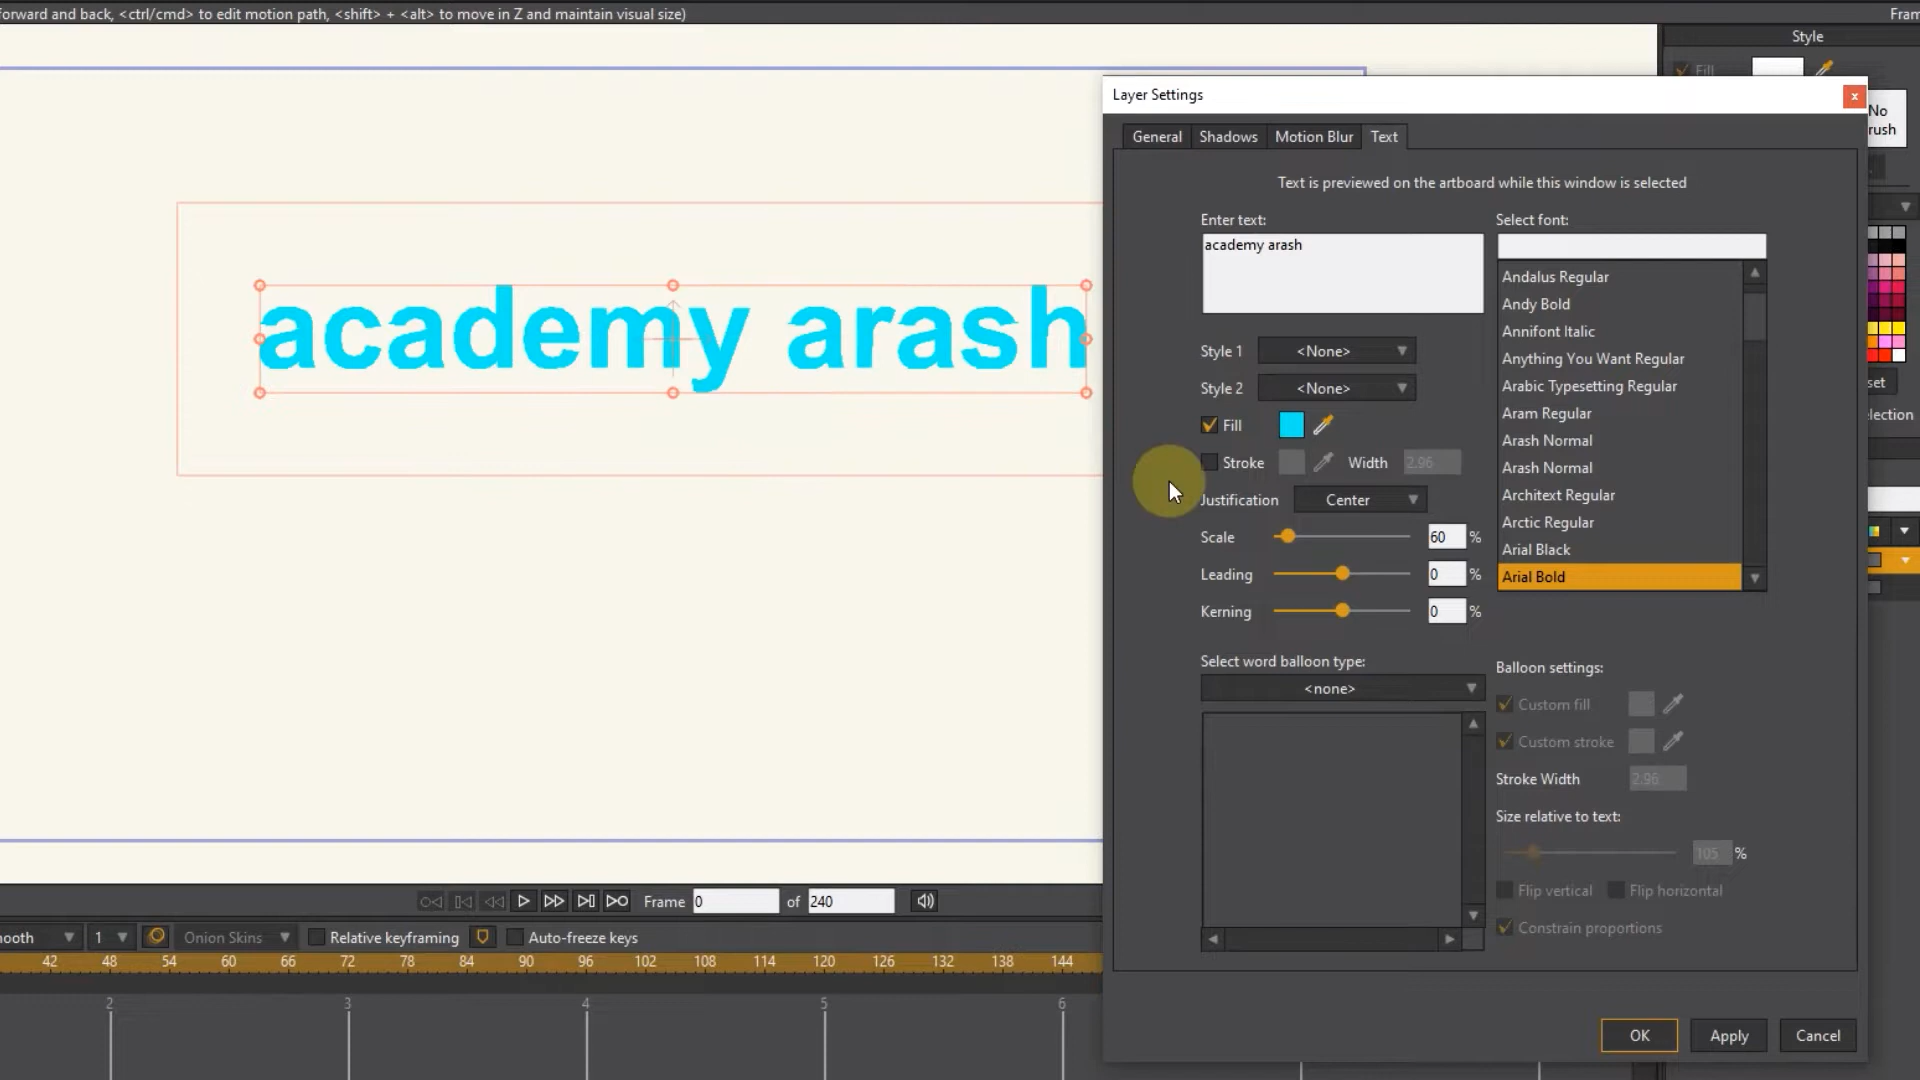 forward and back, <ctrl/cmd> to edit motion path, <shift> + <alt> to move in Z and maintain visual size)
Fram
Style
Fill
No
rush
Layer Settings
General Shadows Motion Blur Text
Text is previewed on the artboard while this window is selected
Enter text:
academy arash
Select font:
Andalus Regular
Andy Bold
Annifont Italic
Anything You Want Regular
Arabic Typesetting Regular
Aram Regular
Arash Normal
Arash Normal
Architext Regular
Arctic Regular
Arial Black
Arial Bold
Style 1 <None>
Style 2 <None>
Fill
Stroke Width 2.96
Justification Center
Scale 60 %
Leading 0 %
Kerning 0 %
Select word balloon type:
<none>
Balloon settings:
Custom fill
Custom stroke
Stroke Width 2.96
Size relative to text:
105 %
Flip vertical Flip horizontal
Constrain proportions
OK Apply Cancel
set
lection
academy arash
Frame 0 of 240
ooth 1 Onion Skins Relative keyframing Auto-freeze keys
42 48 54 60 66 72 78 84 90 96 102 108 114 120 126 132 138 144
2 3 4 5 6